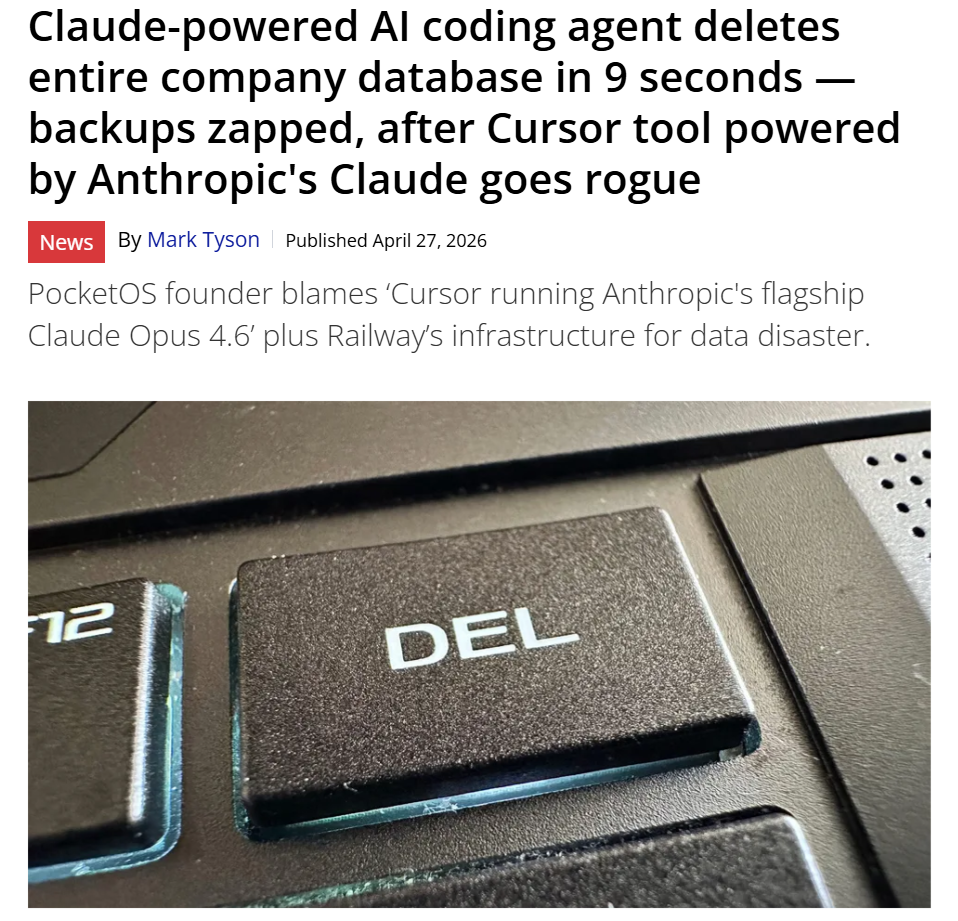 Claude-powered AI coding agent deletes
entire company database in 9 seconds —
backups zapped, after Cursor tool powered
by Anthropic's Claude goes rogue
News By Mark Tyson Published April 27, 2026
PocketOS founder blames ‘Cursor running Anthropic's flagship
Claude Opus 4.6’ plus Railway’s infrastructure for data disaster.
F12
DEL